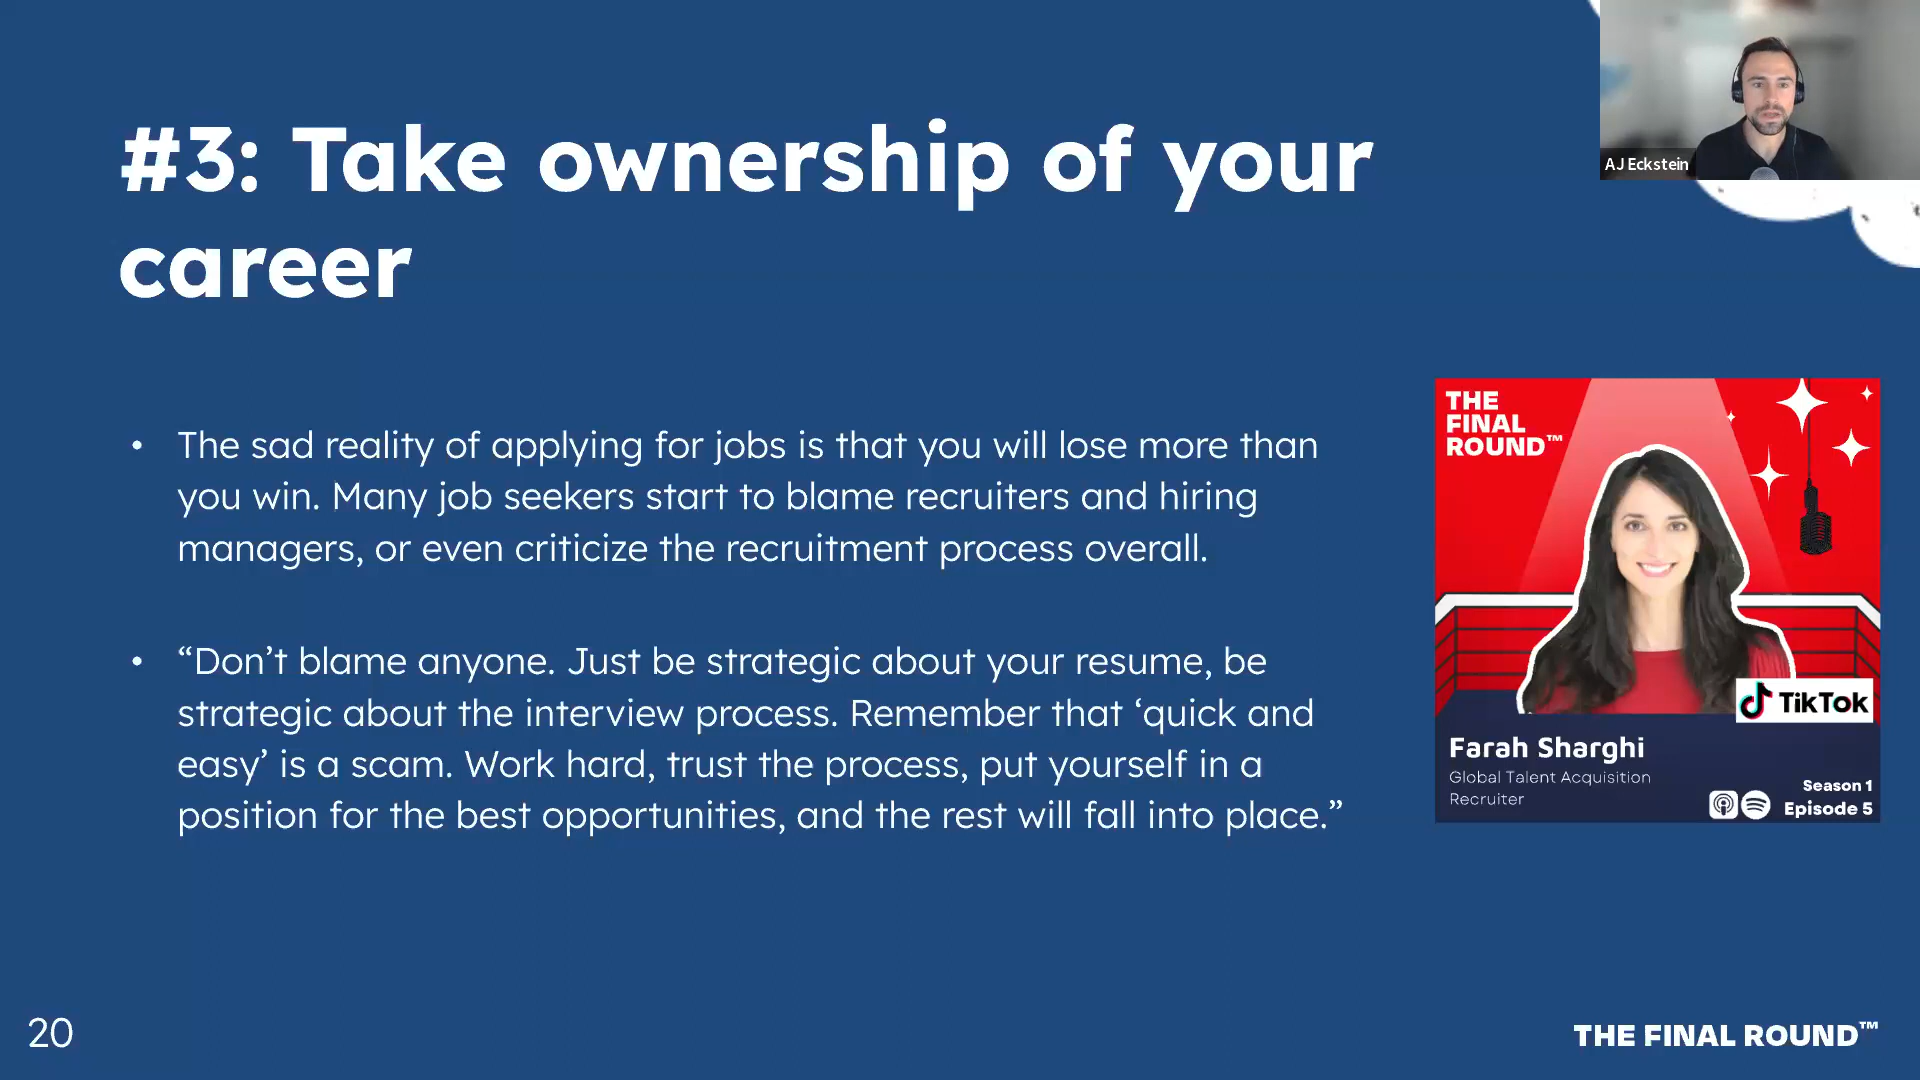 AJ Eckstein
#3: Take ownership of your
career
• The sad reality of applying for jobs is that you will lose more than
you win. Many job seekers start to blame recruiters and hiring
managers, or even criticize the recruitment process overall.
• “Don’t blame anyone. Just be strategic about your resume, be
strategic about the interview process. Remember that ‘quick and
easy’ is a scam. Work hard, trust the process, put yourself in a
position for the best opportunities, and the rest will fall into place.”
THE
FINAL
ROUND™
TikTok
Farah Sharghi
Global Talent Acquisition
Recruiter
Season 1
Episode 5
20
THE FINAL ROUND™